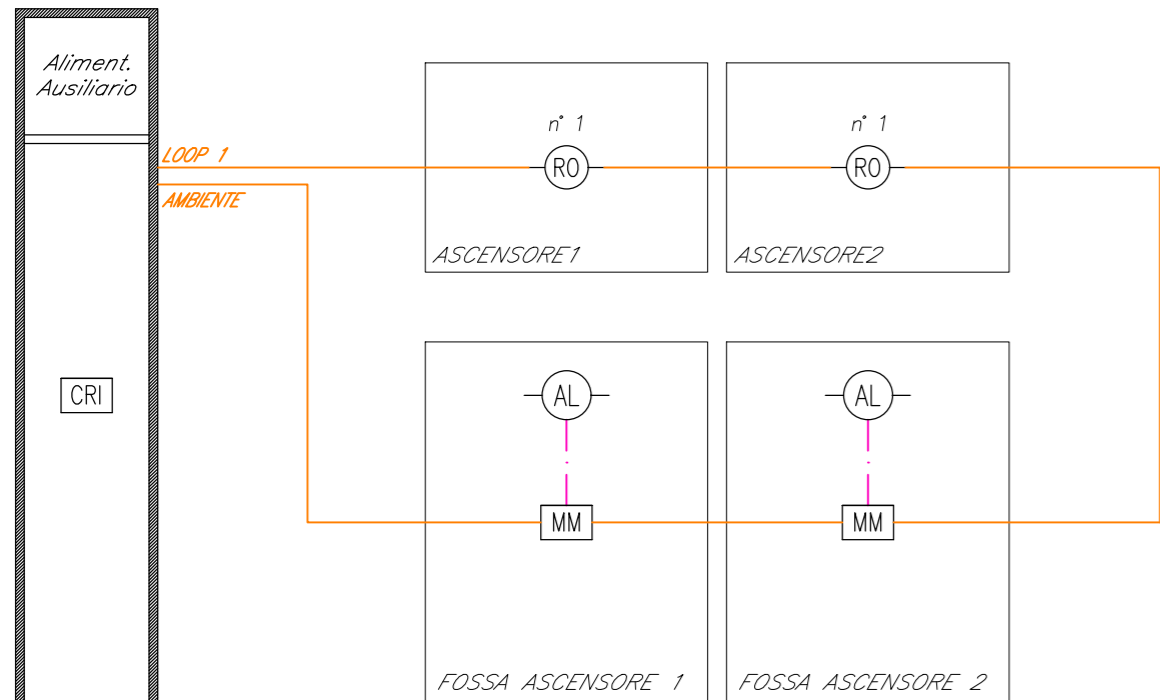 Aliment.
Ausiliario
LOOP 1
AMBIENTE
CRI
n° 1
RO
ASCENSORE1
n° 1
RO
ASCENSORE2
AL
MM
FOSSA ASCENSORE 1
AL
MM
FOSSA ASCENSORE 2